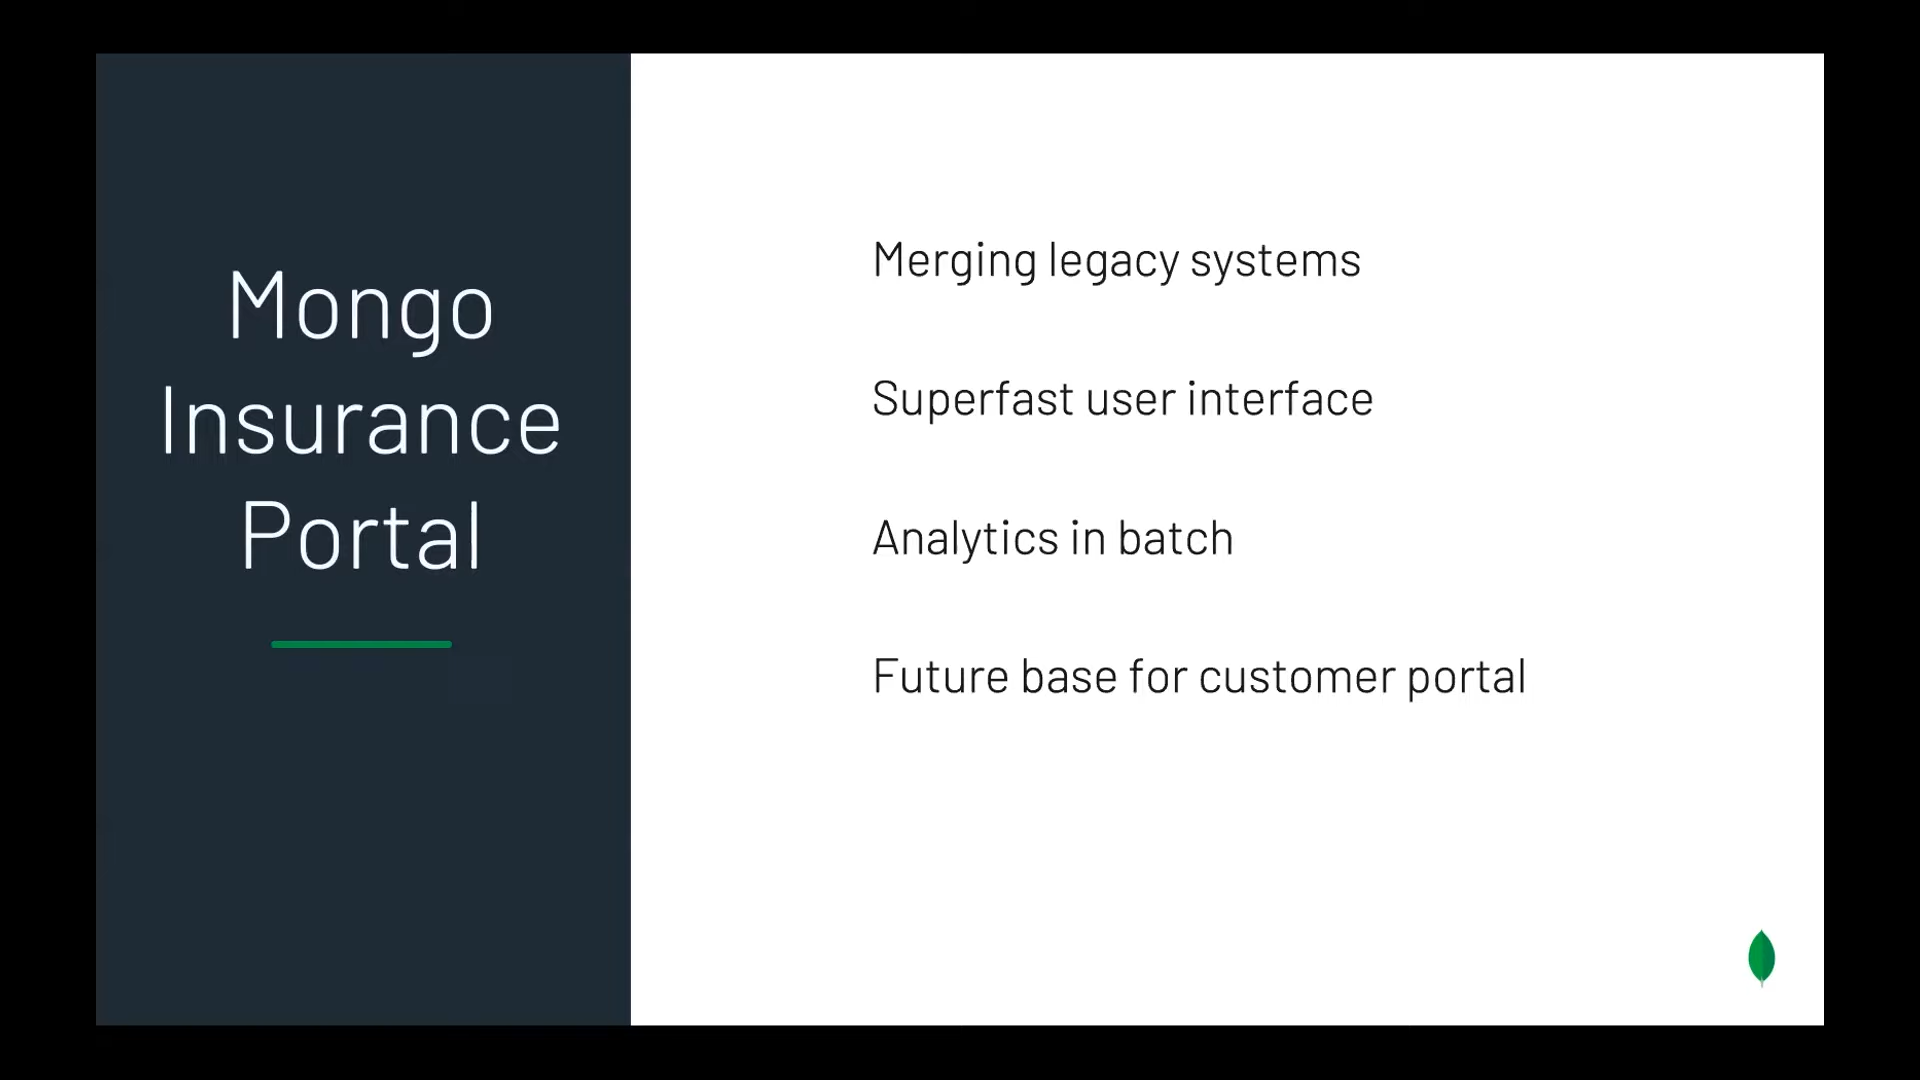 Mongo
Insurance
Portal
Merging legacy systems
Superfast user interface
Analytics in batch
Future base for customer portal